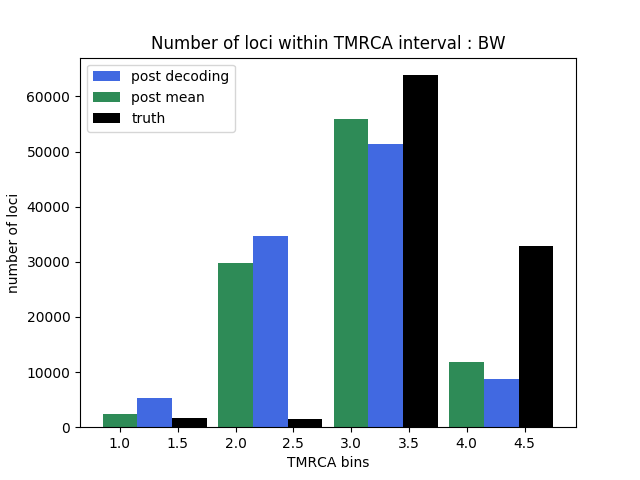 Number of loci within TMRCA interval : BW
post decoding
post mean
truth
number of loci
60000
50000
40000
30000
20000
10000
0
1.0 1.5 2.0 2.5 3.0 3.5 4.0 4.5
TMRCA bins